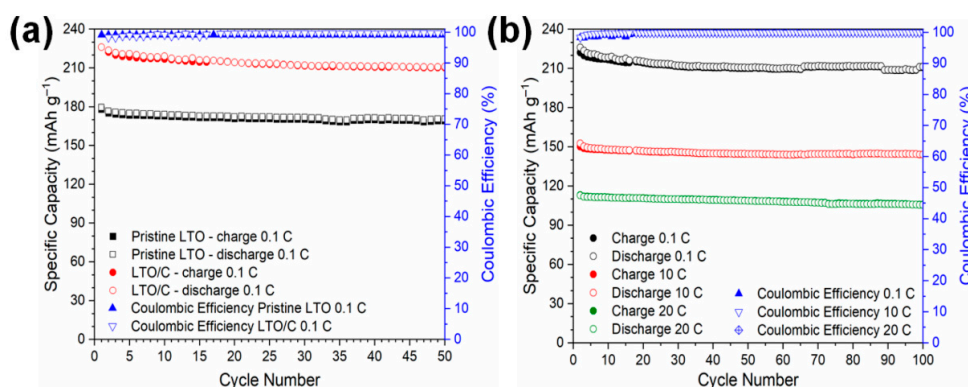 (a)
Specific Capacity (mAh g⁻¹)
240
210
180
150
120
90
60
30
0
Pristine LTO - charge 0.1 C
Pristine LTO - discharge 0.1 C
LTO/C - charge 0.1 C
LTO/C - discharge 0.1 C
Coulombic Efficiency Pristine LTO 0.1 C
Coulombic Efficiency LTO/C 0.1 C
0 5 10 15 20 25 30 35 40 45 50
Cycle Number
100
90
80
70
60
50
40
30
20
10
0
Coulombic Efficiency (%)
(b)
Specific Capacity (mAh g⁻¹)
240
210
180
150
120
90
60
30
0
Charge 0.1 C
Discharge 0.1 C
Charge 10 C
Discharge 10 C
Charge 20 C
Discharge 20 C
Coulombic Efficiency 0.1 C
Coulombic Efficiency 10 C
Coulombic Efficiency 20 C
0 10 20 30 40 50 60 70 80 90 100
Cycle Number
100
90
80
70
60
50
40
30
20
10
0
Coulombic Efficiency (%)